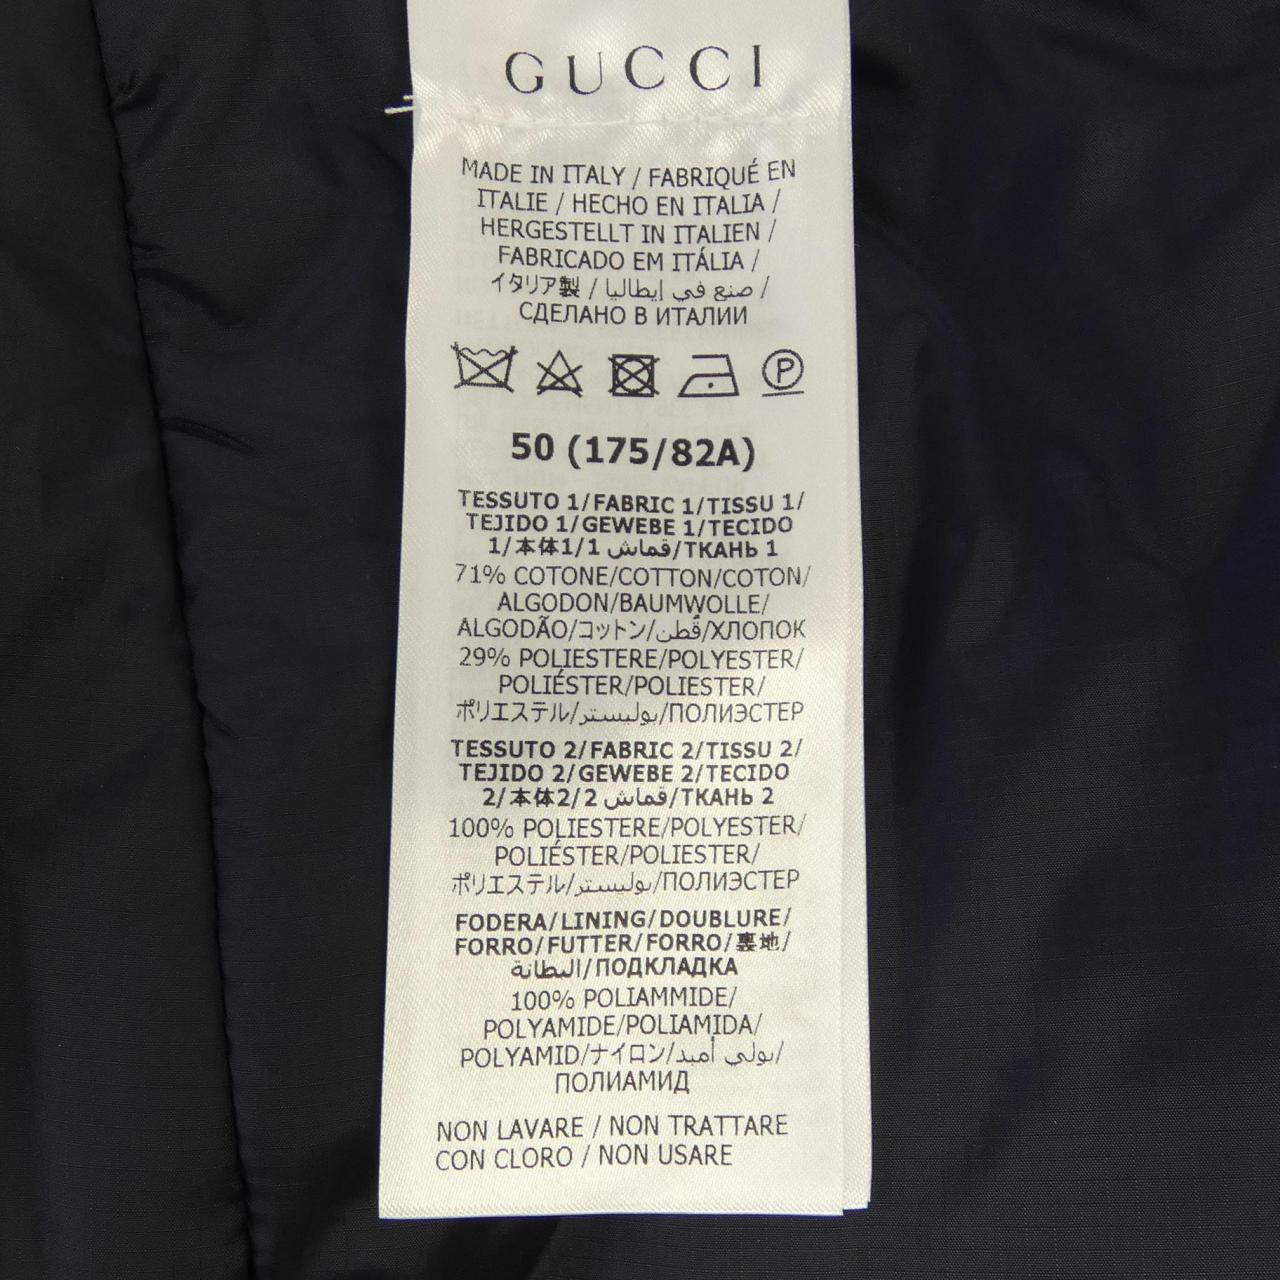 GUCCI
MADE IN ITALY / FABRIQUÉ EN
ITALIE / HECHO EN ITALIA /
HERGESTELLT IN ITALIEN /
FABRICADO EM ITÁLIA /
イタリア製 / صنع في إيطاليا /
СДЕЛАНО В ИТАЛИИ
P
50 (175/82A)
TESSUTO 1/FABRIC 1/TISSU 1/
TEJIDO 1/GEWEBE 1/TECIDO
1/本体1/1 قماش/ТКАНЬ 1
71% COTONE/COTTON/COTON/
ALGODON/BAUMWOLLE/
ALGODÃO/コットン/قُطن/ХЛОПОК
29% POLIESTERE/POLYESTER/
POLIÉSTER/POLIESTER/
ポリエステル/بوليستر/ПОЛИЭСТЕР
TESSUTO 2/FABRIC 2/TISSU 2/
TEJIDO 2/GEWEBE 2/TECIDO
2/本体2/2 قماش/ТКАНЬ 2
100% POLIESTERE/POLYESTER/
POLIÉSTER/POLIESTER/
ポリエステル/بوليستر/ПОЛИЭСТЕР
FODERA/LINING/DOUBLURE/
FORRO/FUTTER/FORRO/裏地/
البطانة/ПОДКЛАДКА
100% POLIAMMIDE/
POLYAMIDE/POLIAMIDA/
POLYAMID/ナイロン/بولي أميد/
ПОЛИАМИД
NON LAVARE / NON TRATTARE
CON CLORO / NON USARE